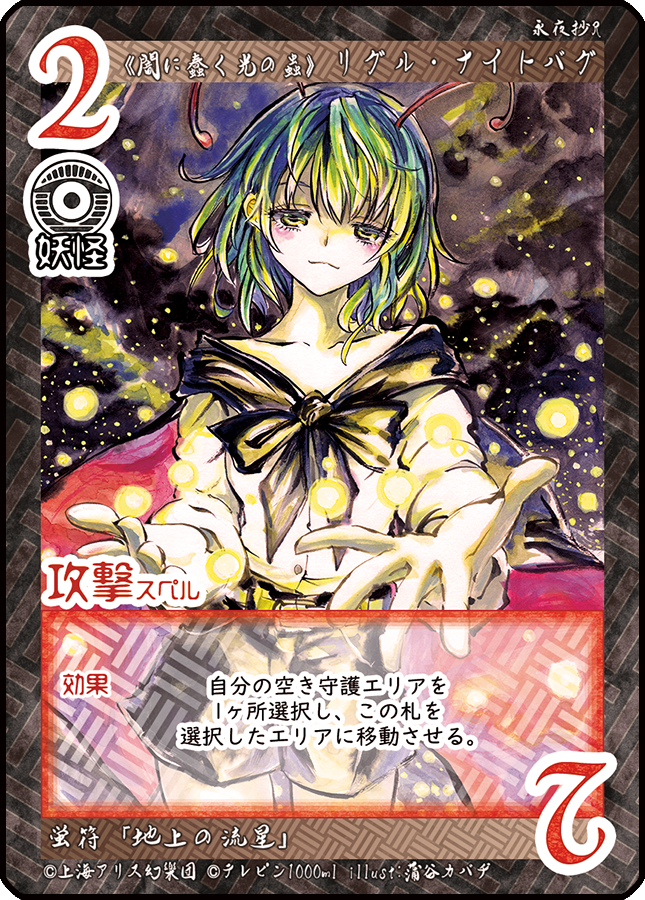 永夜抄
2
《闇に蠢く光の蟲》 リグル・ナイトバグ
妖怪
攻撃スペル
効果
自分の空き守護エリアを
1ヶ所選択し、この札を
選択したエリアに移動させる。
2
蛍符「地上の流星」
©上海アリス幻樂団 ©テレピン1000ml illust:蒲谷カバヂ